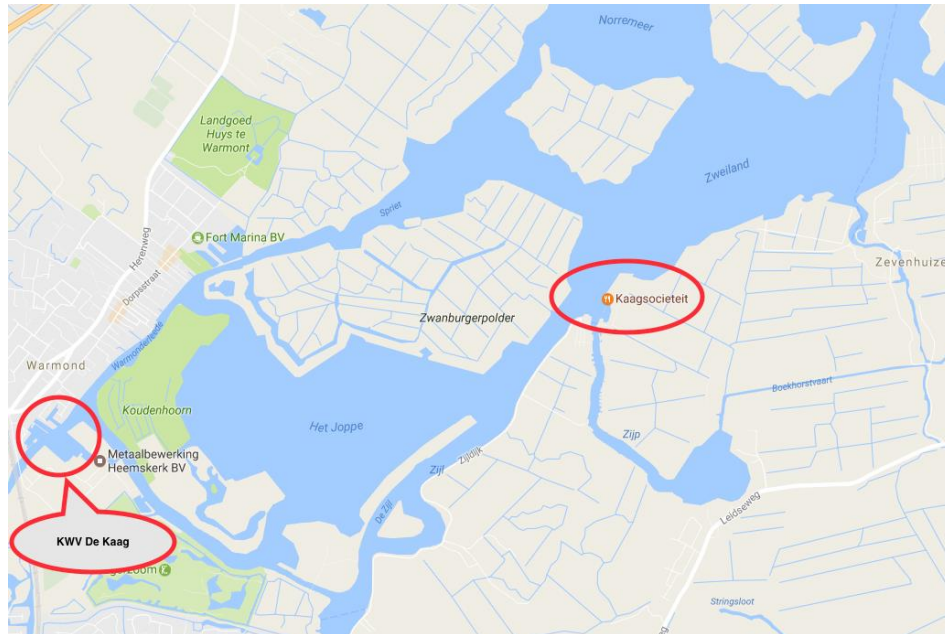 Norremeer
Landgoed
Huys te
Warmont
Zweiland
Spriet
Fort Marina BV
Herenweg
Dorpsstraat
Zevenhuize
Kaagsocieteit
Zwanburgerpolder
Warmonderleede
Warmond
Boekhorstvaart
Koudenhoorn
Het Joppe
Zijp
Metaalbewerking
Heemskerk BV
Zijl
Zijldijk
De Zijl
Leidseweg
KWV De Kaag
Stringsloot